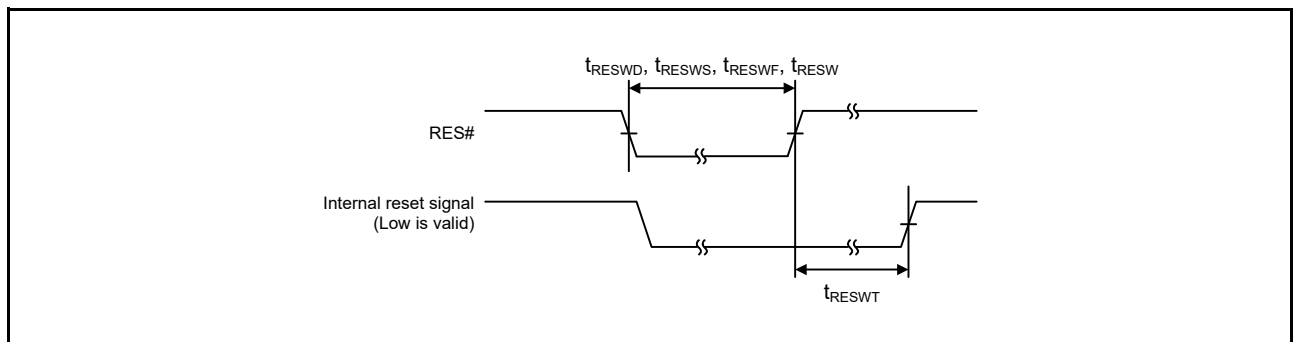 tRESWD, tRESWS, tRESWF, tRESW
RES#
Internal reset signal
(Low is valid)
tRESWT